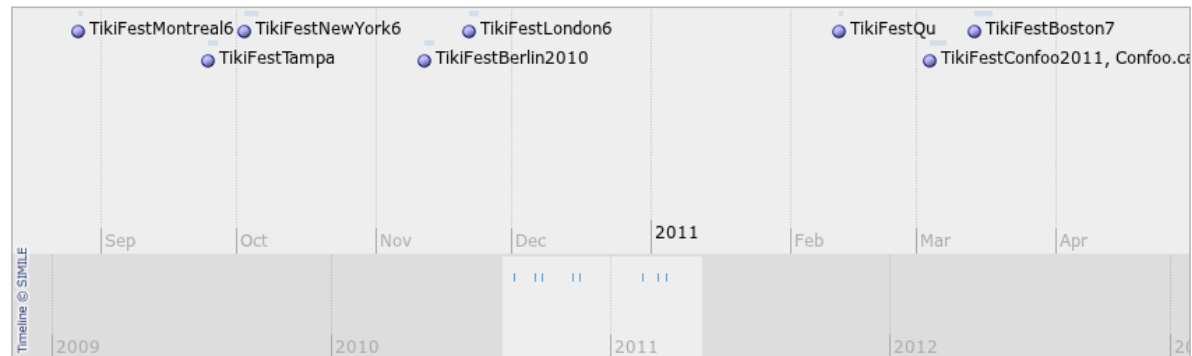 TikiFestMontreal6 TikiFestNewYork6 TikiFestLondon6 TikiFestQu TikiFestBoston7
TikiFestTampa TikiFestBerlin2010 TikiFestConfoo2011, Confoo.ca
Sep Oct Nov Dec 2011 Feb Mar Apr
Timeline © SIMILE
2009 2010 2011 2012 20